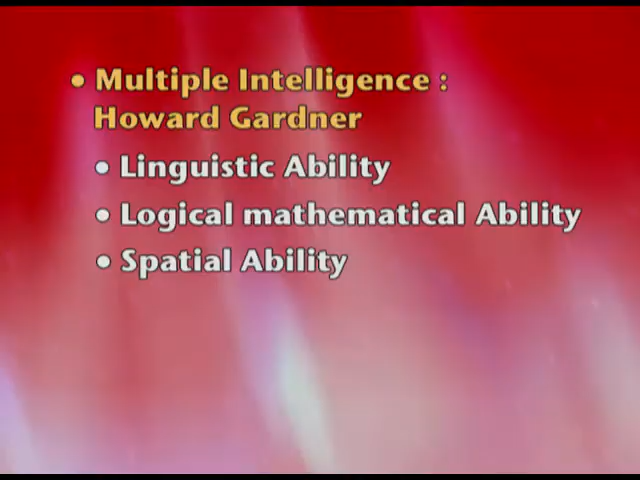 • Multiple Intelligence :
Howard Gardner
• Linguistic Ability
• Logical mathematical Ability
• Spatial Ability